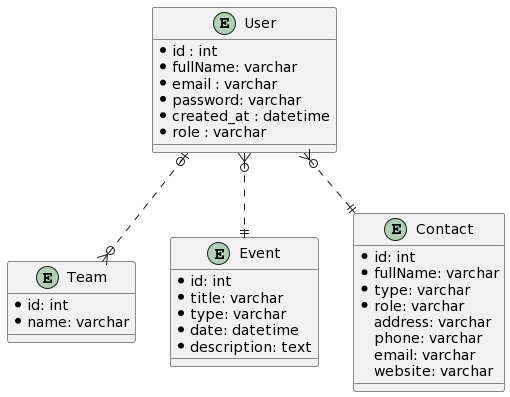 E User
id : int
fullName: varchar
email : varchar
password: varchar
created_at : datetime
role : varchar
E Team
id: int
name: varchar
E Event
id: int
title: varchar
type: varchar
date: datetime
description: text
E Contact
id: int
fullName: varchar
type: varchar
role: varchar
address: varchar
phone: varchar
email: varchar
website: varchar